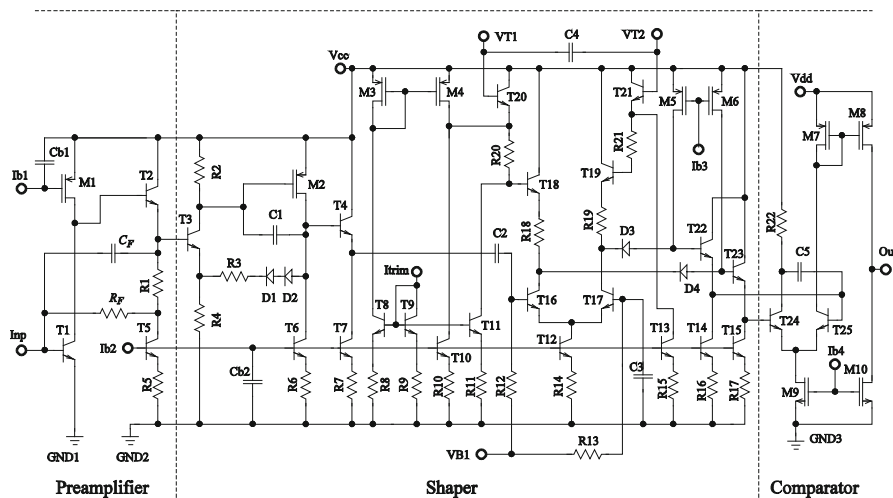 VT1
C4
VT2
Vcc
Vdd
M3
M4
T20
T21
M5
M6
M7
M8
Cb1
Ib1
M1
T2
R2
M2
R20
R21
Ib3
T19
T18
T3
C1
T4
R18
R19
D3
T22
R22
CF
R3
D1
D2
C2
T23
C5
Out
R1
RF
R4
Itrim
D4
T8
T9
T11
T16
T17
T24
T25
Inp
T1
T5
Ib2
T6
T7
T10
T12
T13
T14
T15
Ib4
Cb2
R5
R6
R7
R8
R9
R10
R11
R12
R14
C3
R15
R16
R17
M9
M10
GND1
GND2
VB1
R13
GND3
Preamplifier
Shaper
Comparator